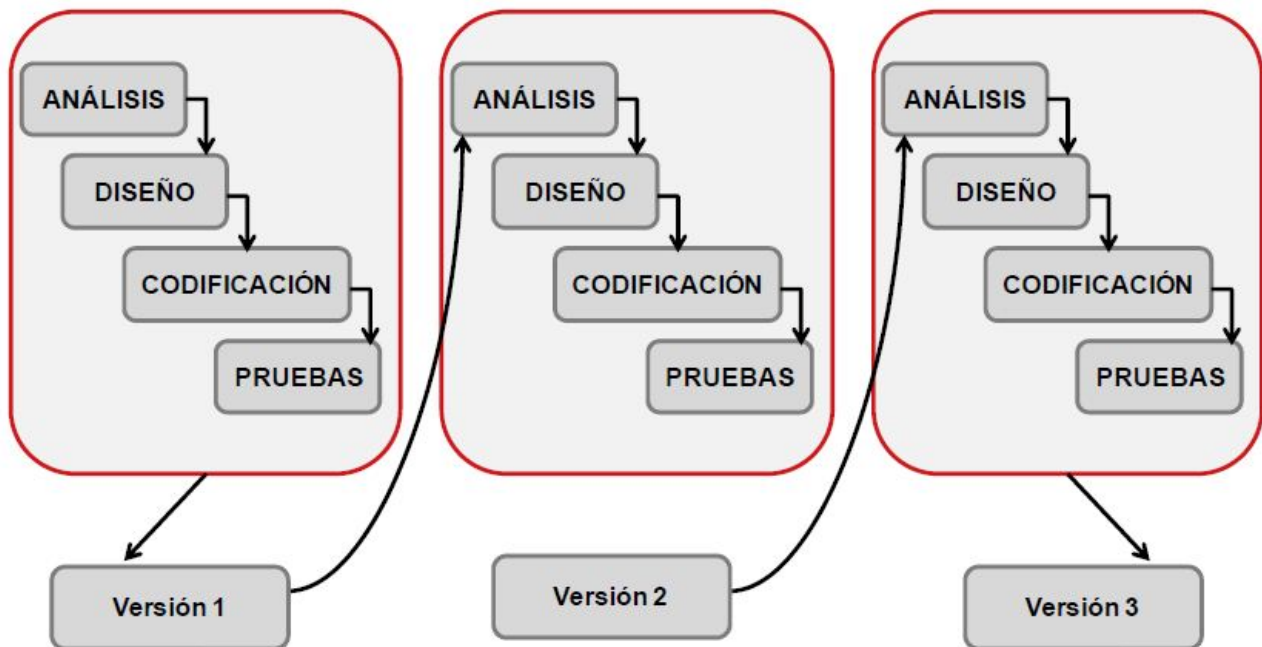 ANÁLISIS
DISEÑO
CODIFICACIÓN
PRUEBAS
Versión 1
ANÁLISIS
DISEÑO
CODIFICACIÓN
PRUEBAS
Versión 2
ANÁLISIS
DISEÑO
CODIFICACIÓN
PRUEBAS
Versión 3